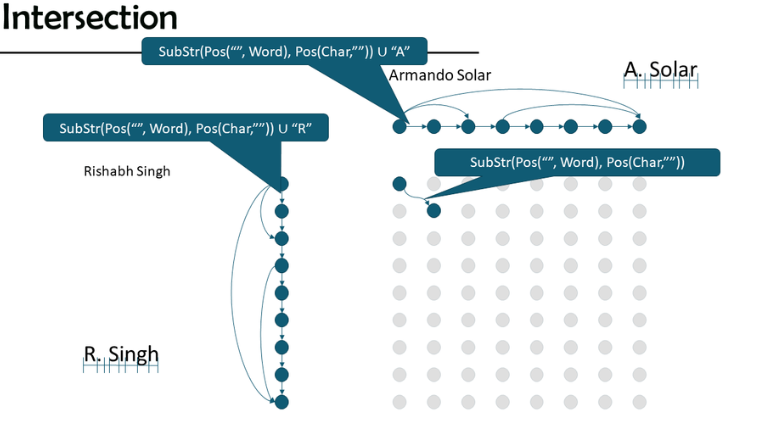 Intersection
SubStr(Pos(“”, Word), Pos(Char,””)) ∪ “A”
Armando Solar
A. Solar
SubStr(Pos(“”, Word), Pos(Char,””)) ∪ “R”
SubStr(Pos(“”, Word), Pos(Char,””))
Rishabh Singh
R. Singh